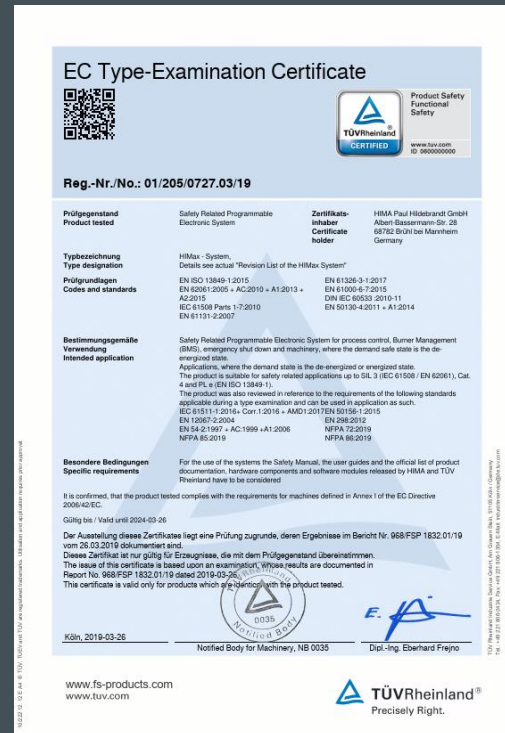 EC Type-Examination Certificate
Product Safety
Functional
Safety
TÜVRheinland
CERTIFIED
www.tuv.com
ID 0600000000
Reg.-Nr./No.: 01/205/0727.03/19
Prüfgegenstand
Product tested
Safety Related Programmable
Electronic System
Zertifikats-
inhaber
Certificate
holder
HIMA Paul Hildebrandt GmbH
Albert-Bassermann-Str. 28
68782 Brühl bei Mannheim
Germany
Typbezeichnung
Type designation
HIMax - System,
Details see actual "Revision List of the HIMax System"
Prüfgrundlagen
Codes and standards
EN ISO 13849-1:2015
EN 62061:2005 + AC:2010 + A1:2013 +
A2:2015
IEC 61508 Parts 1-7:2010
EN 61131-2:2007
EN 61326-3-1:2017
EN 61000-6-7:2015
DIN IEC 60533 :2010-11
EN 50130-4:2011 + A1:2014
Bestimmungsgemäße
Verwendung
Intended application
Safety Related Programmable Electronic System for process control, Burner Management
(BMS), emergency shut down and machinery, where the demand safe state is the de-
energized state.
Applications, where the demand state is the de-energized or energized state.
The product is suitable for safety related applications up to SIL 3 (IEC 61508 / EN 62061), Cat.
4 and PL e (EN ISO 13849-1).
The product was also reviewed in reference to the requirements of the following standards
applicable during a type examination and can be used in application as such.
IEC 61511-1:2016+ Corr.1:2016 + AMD1:2017EN 50156-1:2015
EN 12067-2:2004 EN 298:2012
EN 54-2:1997 + AC:1999 +A1:2006 NFPA 72:2019
NFPA 85:2019 NFPA 86:2019
Besondere Bedingungen
Specific requirements
For the use of the systems the Safety Manual, the user guides and the official list of product
documentation, hardware components and software modules released by HIMA and TÜV
Rheinland have to be considered
It is confirmed, that the product tested complies with the requirements for machines defined in Annex I of the EC Directive
2006/42/EC.
Gültig bis / Valid until 2024-03-26
Der Ausstellung dieses Zertifikates liegt eine Prüfung zugrunde, deren Ergebnisse im Bericht Nr. 968/FSP 1832.01/19
vom 26.03.2019 dokumentiert sind.
Dieses Zertifikat ist nur gültig für Erzeugnisse, die mit dem Prüfgegenstand übereinstimmen.
The issue of this certificate is based upon an examination, whose results are documented in
Report No. 968/FSP 1832.01/19 dated 2019-03-26.
This certificate is valid only for products which are identical with the product tested.
TÜVRheinland
0035
Notified Body
E.
Köln, 2019-03-26
Notified Body for Machinery, NB 0035
Dipl.-Ing. Eberhard Frejno
www.fs-products.com
www.tuv.com
TÜVRheinland®
Precisely Right.
10/222 12. 12 E A4 ® TÜV, TUEV and TUV are registered trademarks. Utilisation and application requires prior approval.